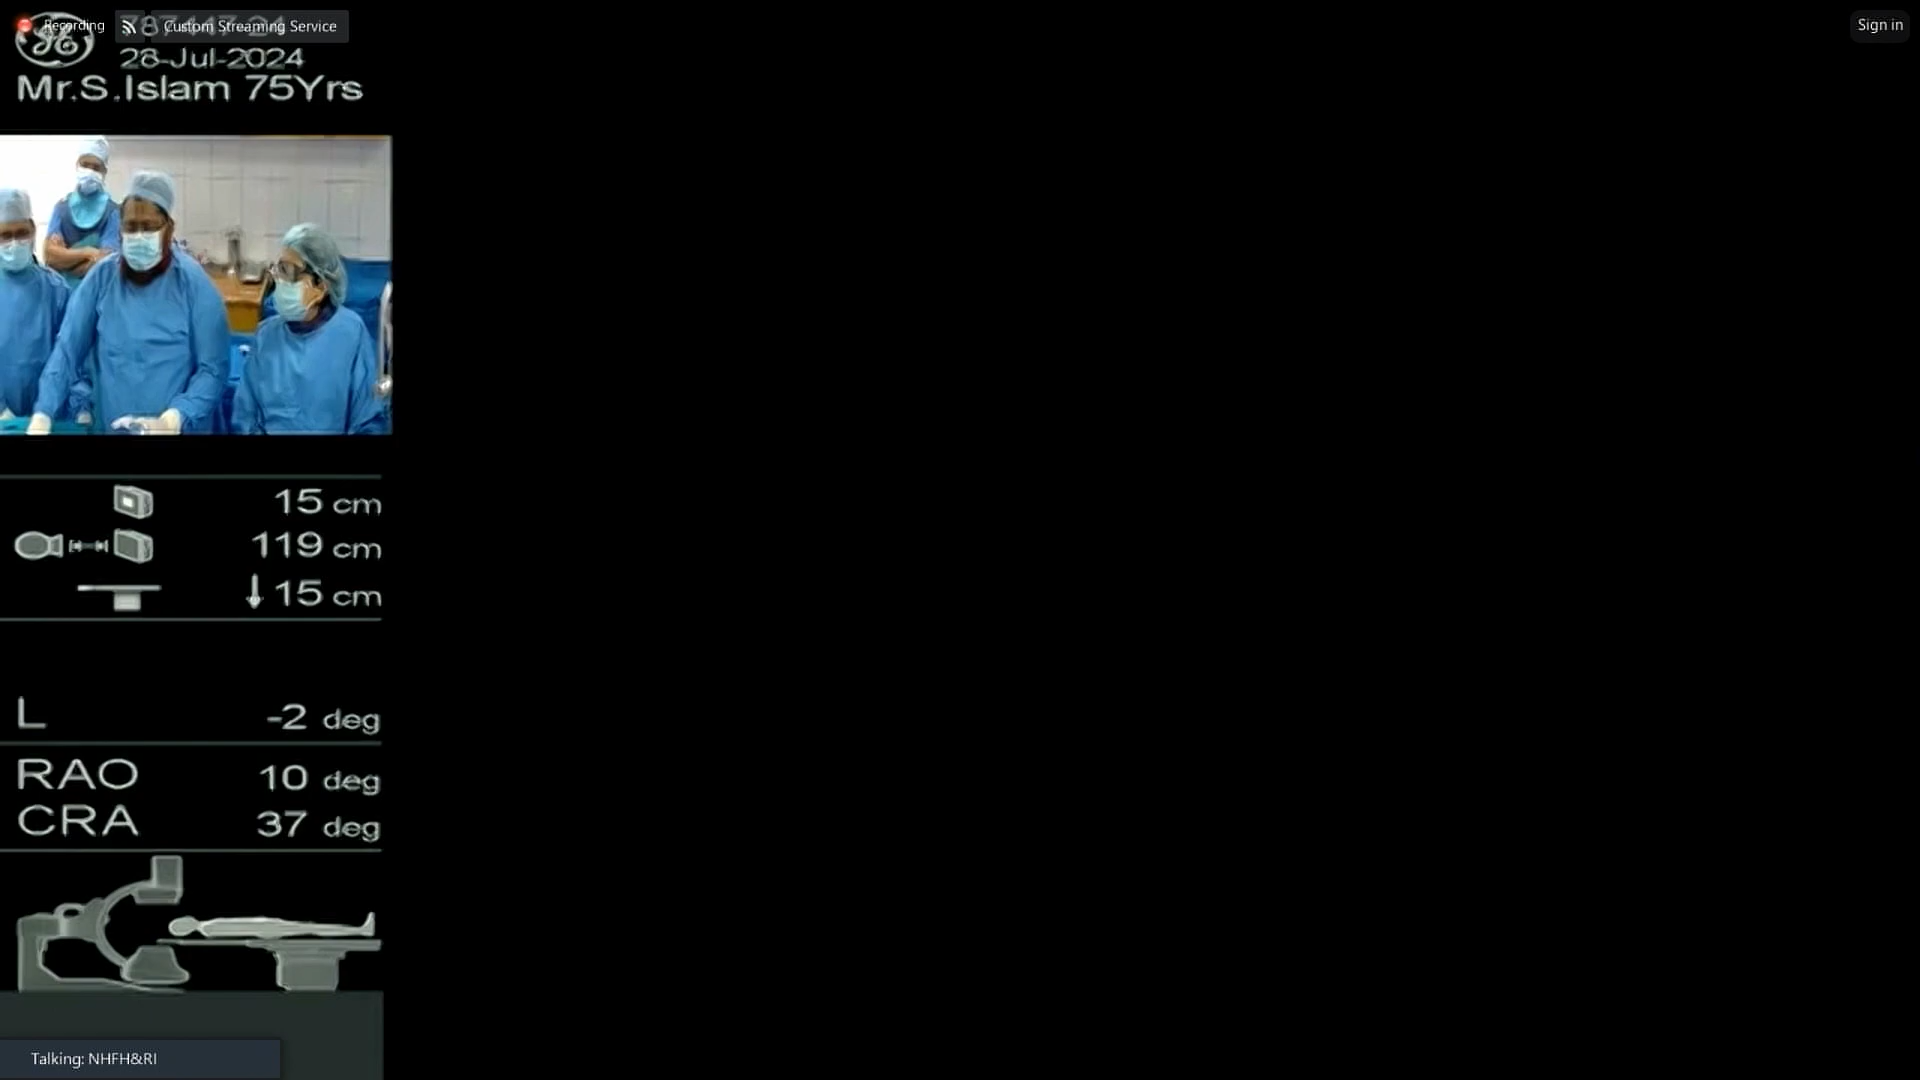 Recording
Custom Streaming Service
Sign in
28-Jul-2024
Mr.S.Islam 75Yrs
15 cm
119 cm
15 cm
L -2 deg
RAO 10 deg
CRA 37 deg
Talking: NHFH&RI